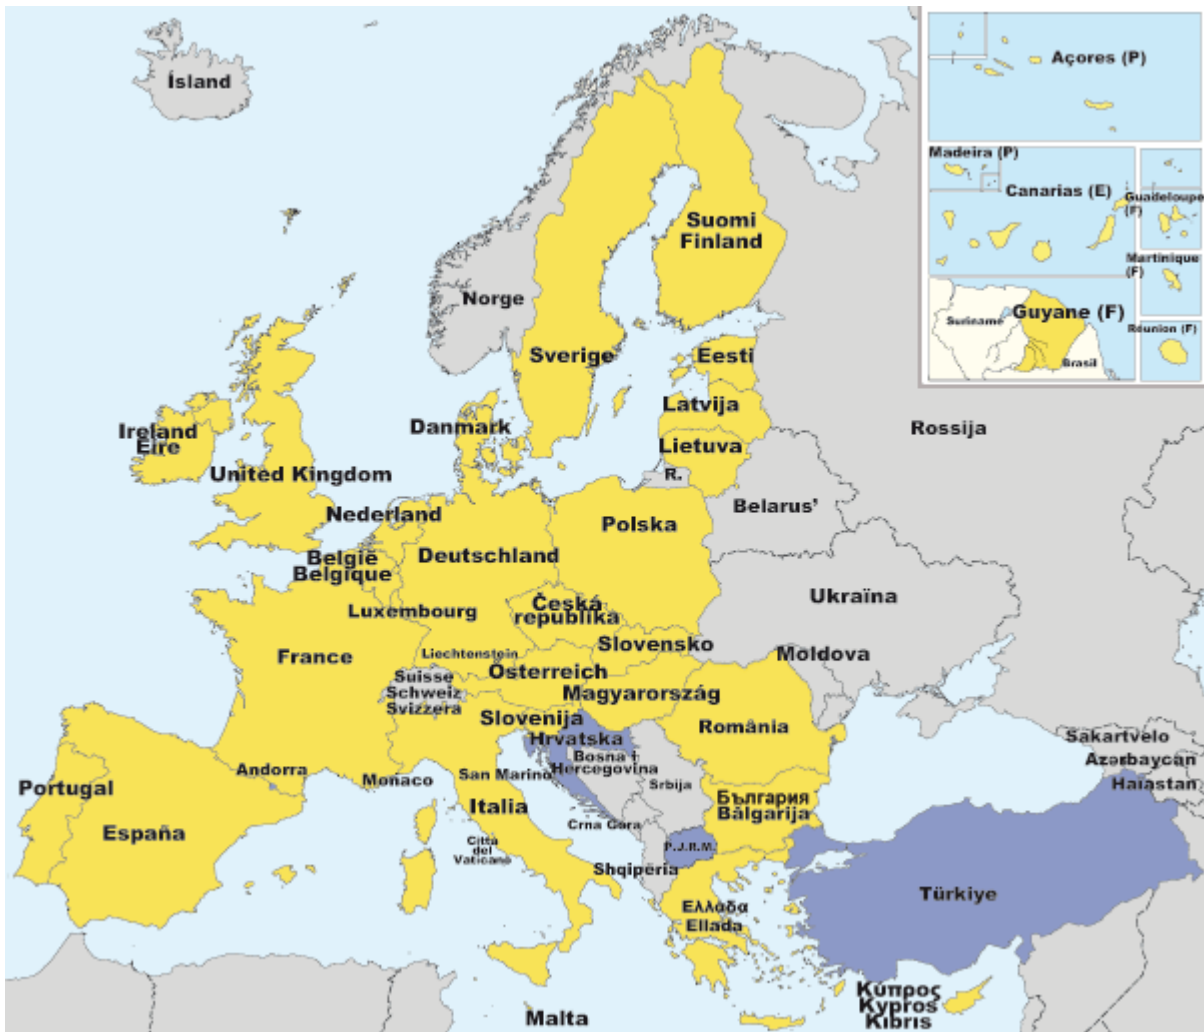 Ísland
Açores (P)
Madeira (P)
Canarias (E)
Guadeloupe
(F)
Martinique
(F)
Guyane (F)
Suriname
Brasil
Réunion (F)
Suomi
Finland
Norge
Sverige
Eesti
Latvija
Lietuva
R.
Rossija
Danmark
Ireland
Eire
United Kingdom
Nederland
Belarus'
Polska
België
Belgique
Deutschland
Luxembourg
Česká
republika
Ukraïna
Slovensko
France
Liechtenstein
Österreich
Moldova
Suisse
Schweiz
Svizzera
Magyarország
Slovenija
România
Hrvatska
Bosna i
Hercegovina
Sakartvelo
Azərbaycan
Haiastan
Andorra
Monaco
San Marino
Srbija
Portugal
España
Italia
България
Bălgarija
Crna Gora
Città
del
Vaticano
P.J.R.M.
Shqipëria
Türkiye
Ελλάδα
Ellada
Κύπρος
Kypros
Kıbrıs
Malta